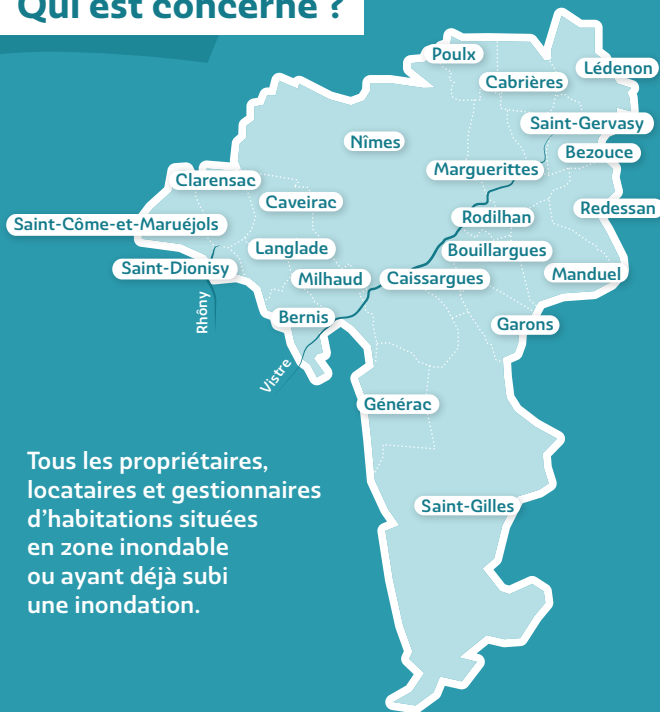 Qui est concerné ?
Poulx
Lédenon
Cabrières
Saint-Gervasy
Nîmes
Bezouce
Marguerittes
Clarensac
Caveirac
Redessan
Rodilhan
Saint-Côme-et-Maruéjols
Langlade
Bouillargues
Saint-Dionisy
Milhaud
Caissargues
Manduel
Rhôny
Bernis
Garons
Vistre
Générac
Tous les propriétaires,
locataires et gestionnaires
d'habitations situées
en zone inondable
ou ayant déjà subi
une inondation.
Saint-Gilles